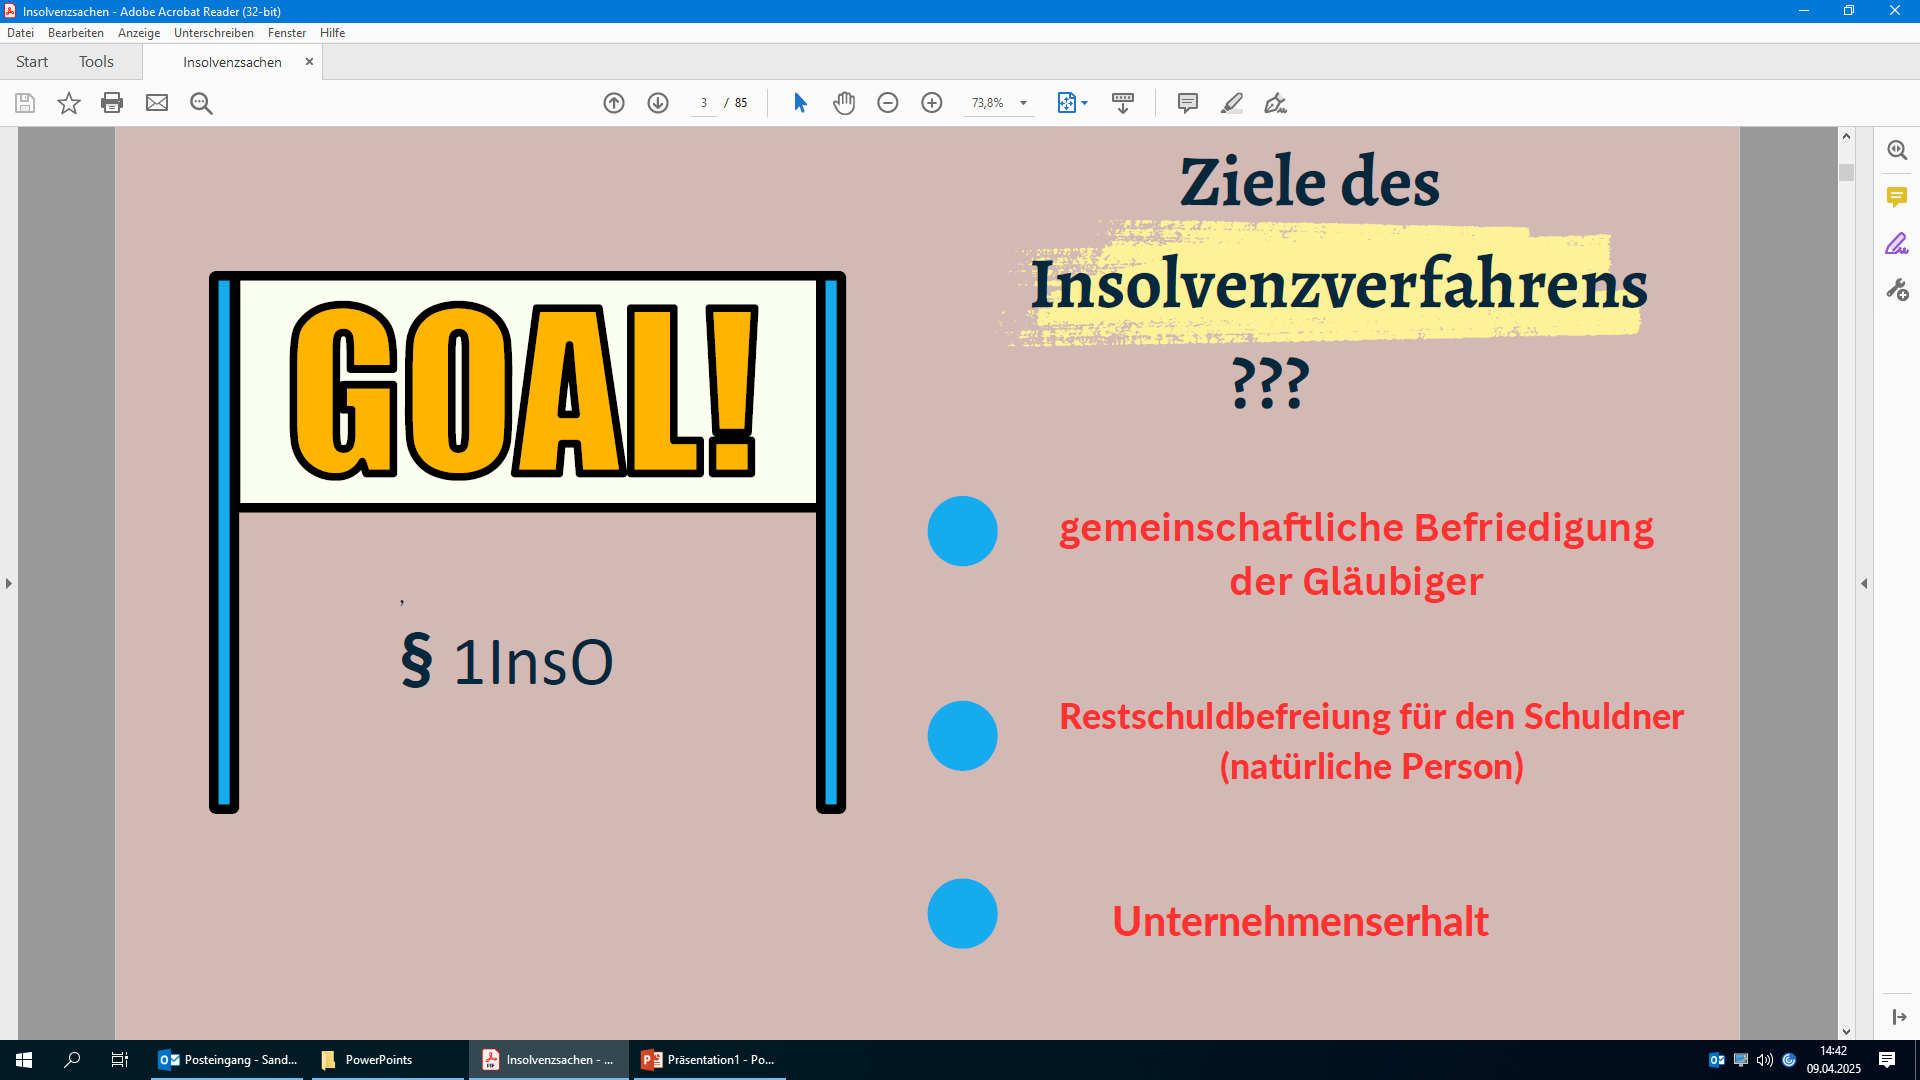 Insolvenzsachen - Adobe Acrobat Reader (32-bit)
Datei Bearbeiten Anzeige Unterschreiben Fenster Hilfe
Start Tools Insolvenzsachen
3 / 85 73,8%
Ziele des
Insolvenzverfahrens
???
GOAL!
,
§ 1InsO
gemeinschaftliche Befriedigung
der Gläubiger
Restschuldbefreiung für den Schuldner
(natürliche Person)
Unternehmenserhalt
Posteingang - Sand... PowerPoints Insolvenzsachen - ... Präsentation1 - Po...
14:42
09.04.2025